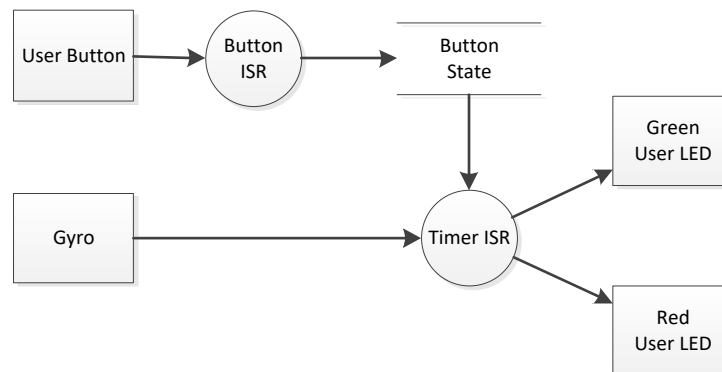 User Button
Button
ISR
Button
State
Green
User LED
Gyro
Timer ISR
Red
User LED